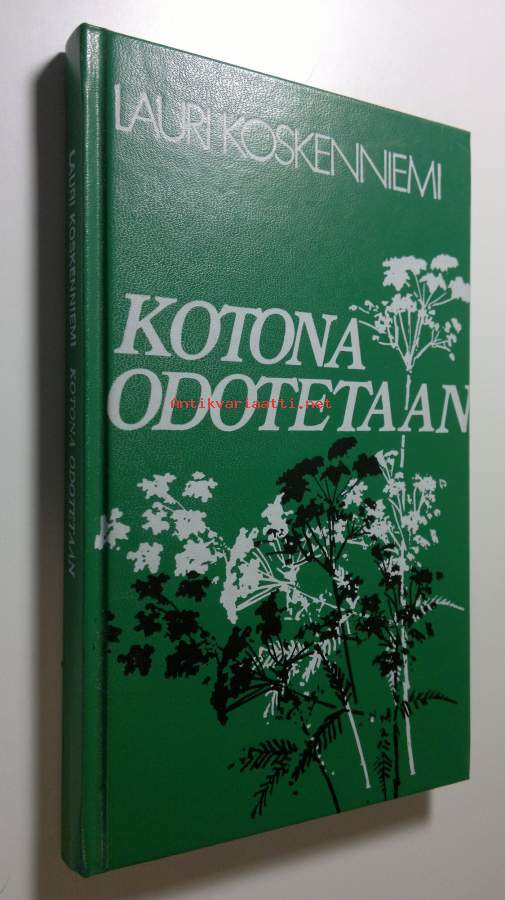 LAURI KOSKENNIEMI
KOTONA
ODOTETAAN
Antikvariaatti.net
LAURI KOSKENNIEMI KOTONA ODOTETAAN